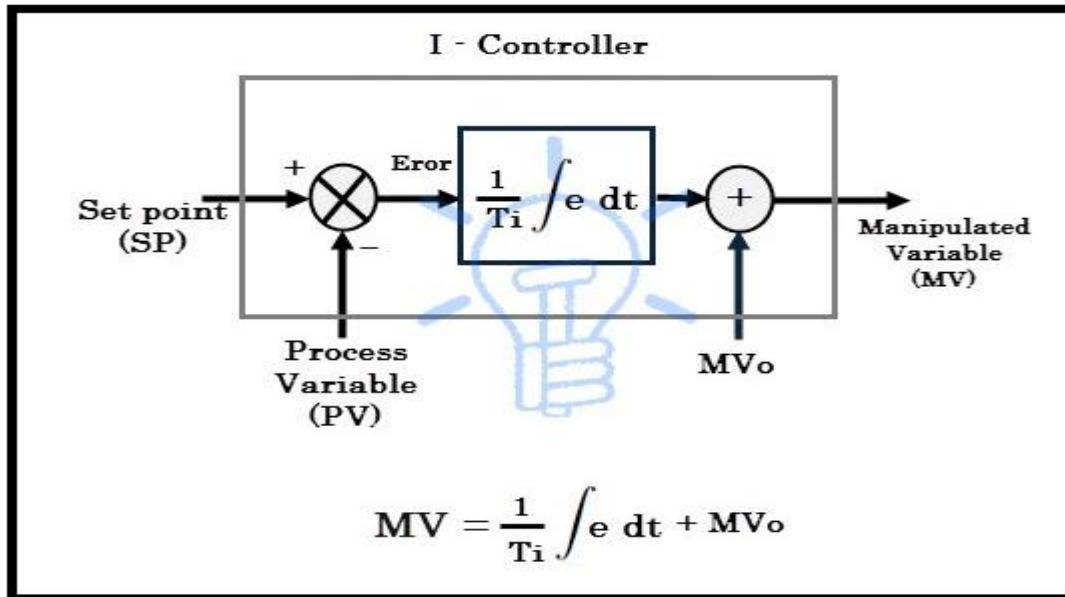 I - Controller
+
Eror
1
Ti
∫ e dt
+
Set point
(SP)
−
Manipulated
Variable
(MV)
Process
Variable
(PV)
MVo
MV = 1/Ti ∫ e dt + MVo